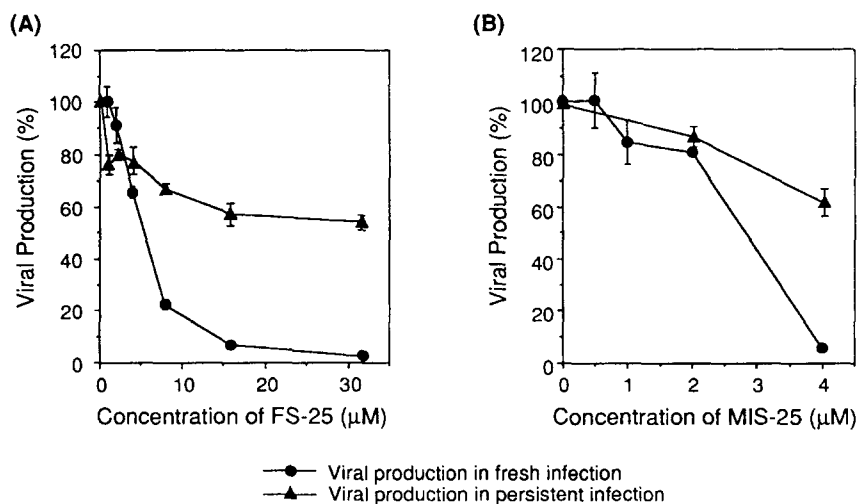 (A)
120
100
80
60
40
20
0
Viral Production (%)
0 10 20 30
Concentration of FS-25 (μM)
(B)
120
100
80
60
40
20
0
Viral Production (%)
0 1 2 3 4
Concentration of MIS-25 (μM)
Viral production in fresh infection
Viral production in persistent infection